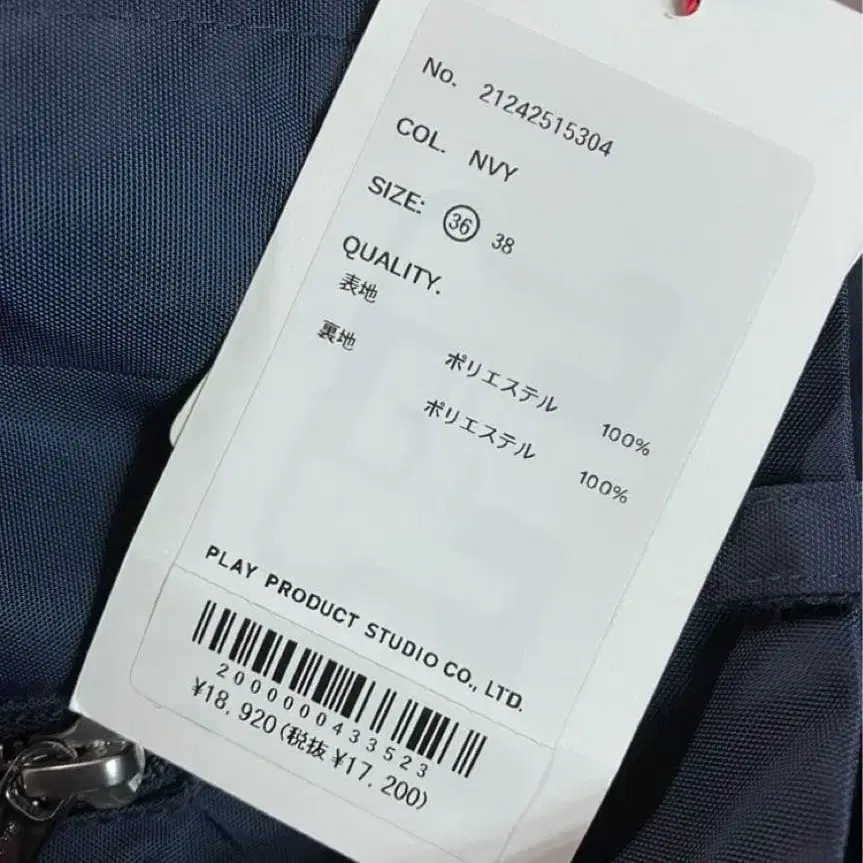 No. 21242515304
COL. NVY
SIZE: 36 38
QUALITY.
表地 ポリエステル 100%
裏地 ポリエステル 100%
PLAY PRODUCT STUDIO CO., LTD.
2000000433523
¥18,920(税抜¥17,200)